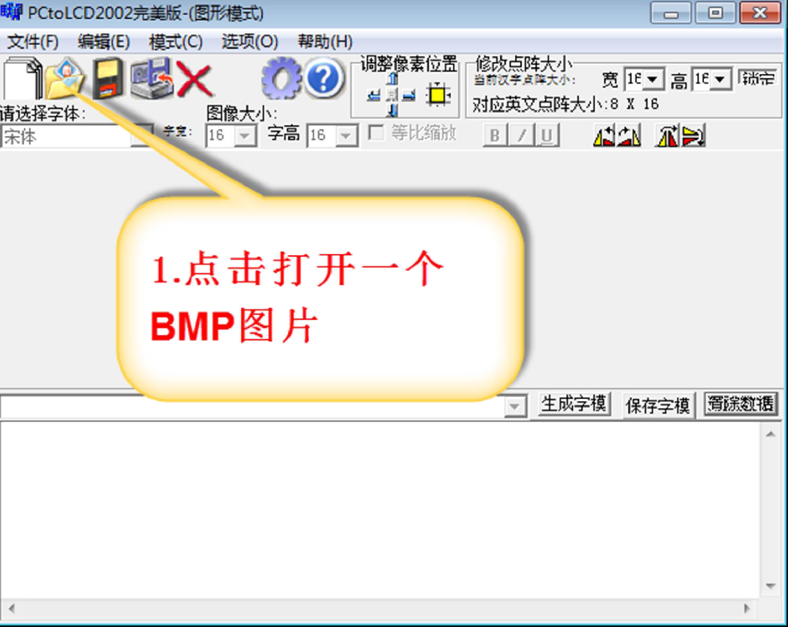 PCtoLCD2002完美版-(图形模式)
文件(F) 编辑(E) 模式(C) 选项(O) 帮助(H)
调整像素位置
修改点阵大小
当前汉字点阵大小: 宽 16 高 16 锁定
对应英文点阵大小:8 X 16
请选择字体: 图像大小:
宋体 字宽: 16 字高 16 等比缩放 B I U
1.点击打开一个
BMP图片
生成字模 保存字模 清除数据